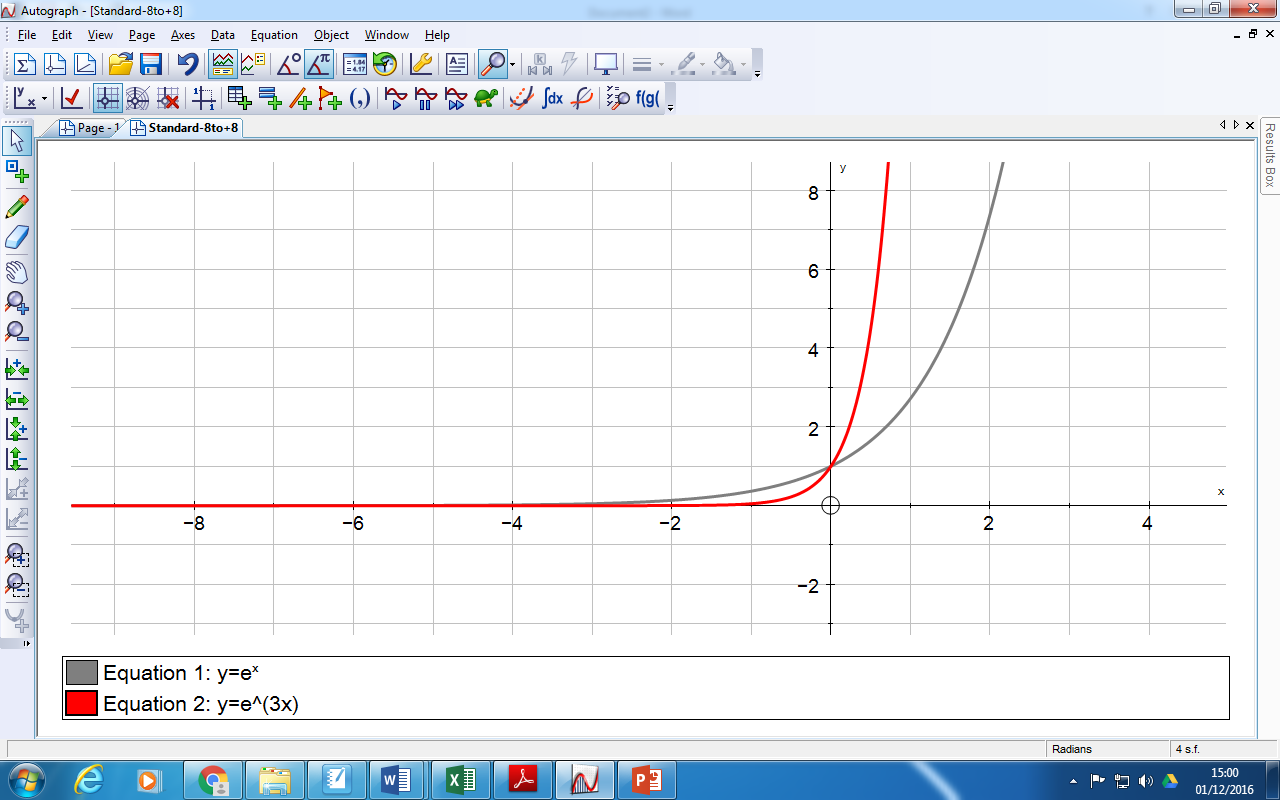 Autograph - [Standard-8to+8]
Document1 - Word
File Edit View Page Axes Data Equation Object Window Help
Page - 1 Standard-8to+8
Results Box
y
8
6
4
2
x
−8 −6 −4 −2 2 4
−2
Equation 1: y=eˣ
Equation 2: y=e^(3x)
Radians 4 s.f.
15:00
01/12/2016